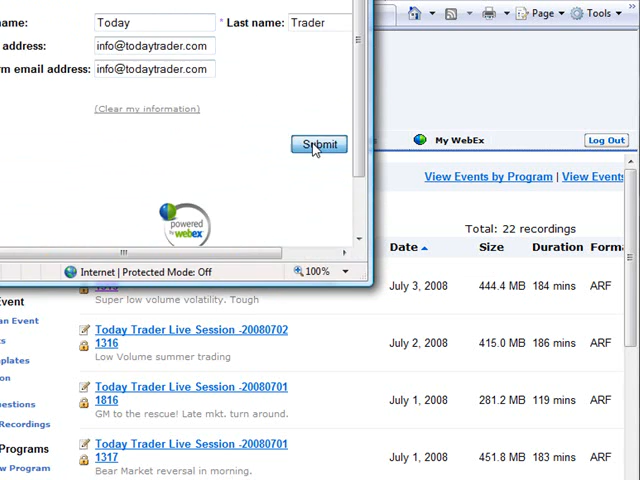 name: Today * Last name: Trader
address: info@todaytrader.com
rm email address: info@todaytrader.com
(Clear my information)
Submit
powered
by webex
Internet | Protected Mode: Off
100%
Page
Tools
»
My WebEx
Log Out
View Events by Program | View Events
Total: 22 recordings
Date Size Duration Forma
July 3, 2008 444.4 MB 184 mins ARF
Super low volume volatility. Tough
Today Trader Live Session -20080702
1316
July 2, 2008 415.0 MB 186 mins ARF
Low Volume summer trading
Today Trader Live Session -20080701
1816
July 1, 2008 281.2 MB 119 mins ARF
GM to the rescue! Late mkt. turn around.
Today Trader Live Session -20080701
1317
July 1, 2008 451.8 MB 184 mins ARF
Bear Market reversal in morning.
Event
an Event
ts
mplates
on
uestions
Recordings
Programs
w Program